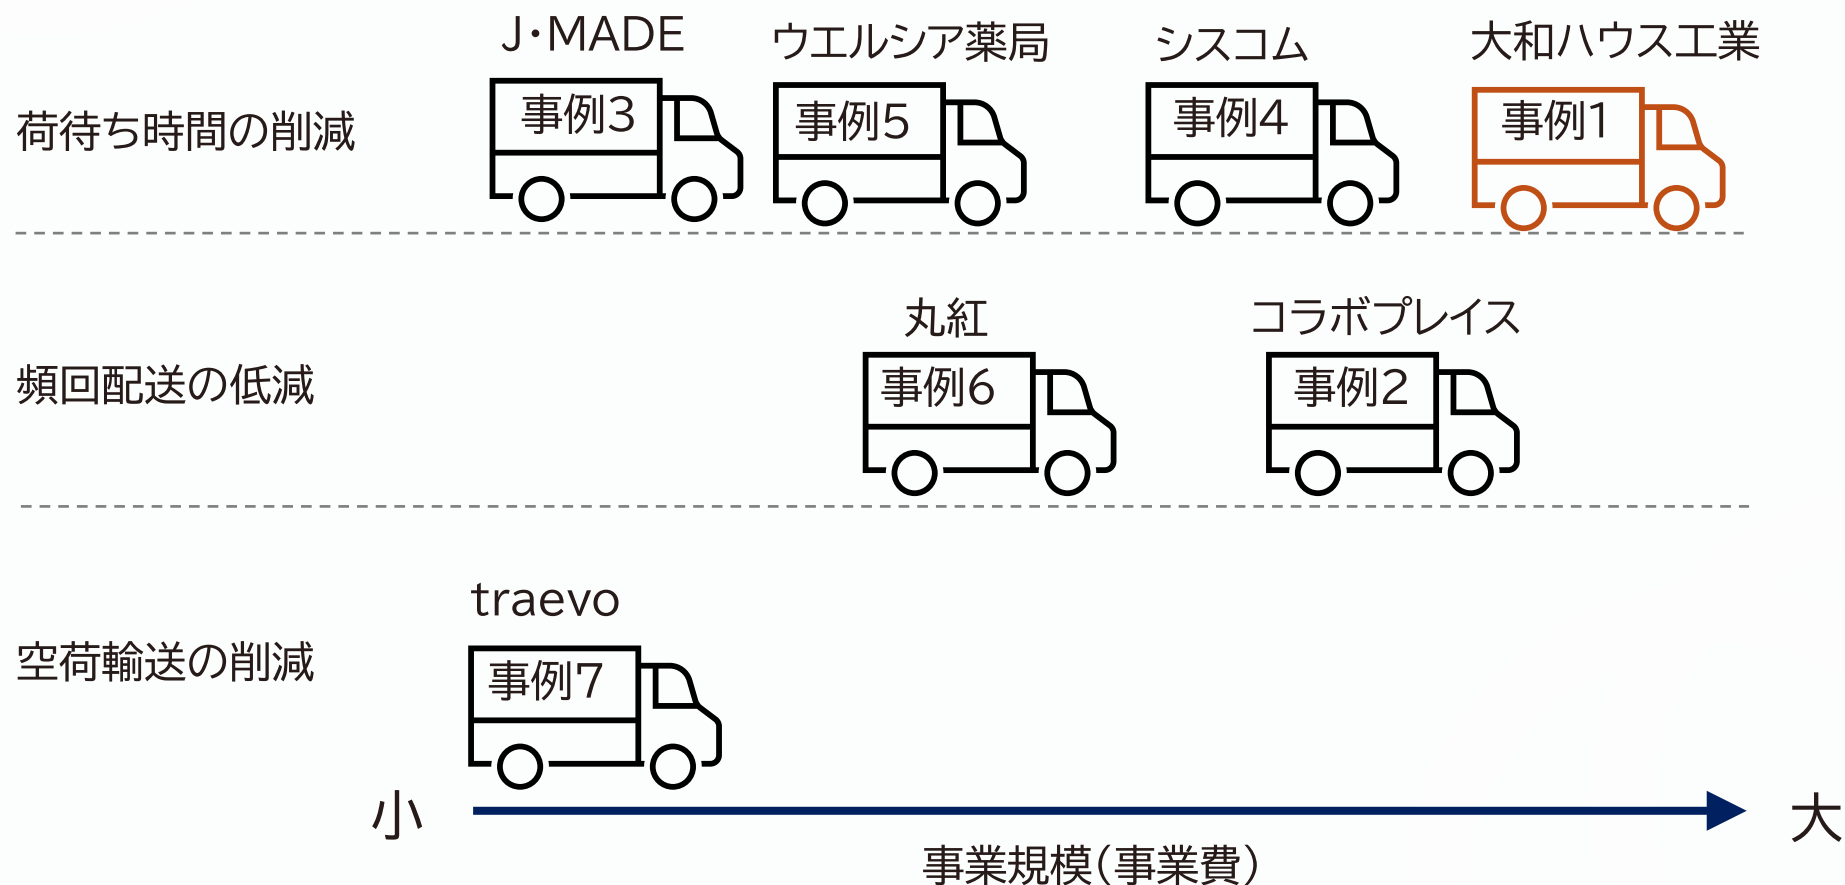 J・MADE
ウエルシア薬局
シスコム
大和ハウス工業
荷待ち時間の削減
事例3
事例5
事例4
事例1
丸紅
コラボプレイス
頻回配送の低減
事例6
事例2
traevo
空荷輸送の削減
事例7
小
大
事業規模（事業費）